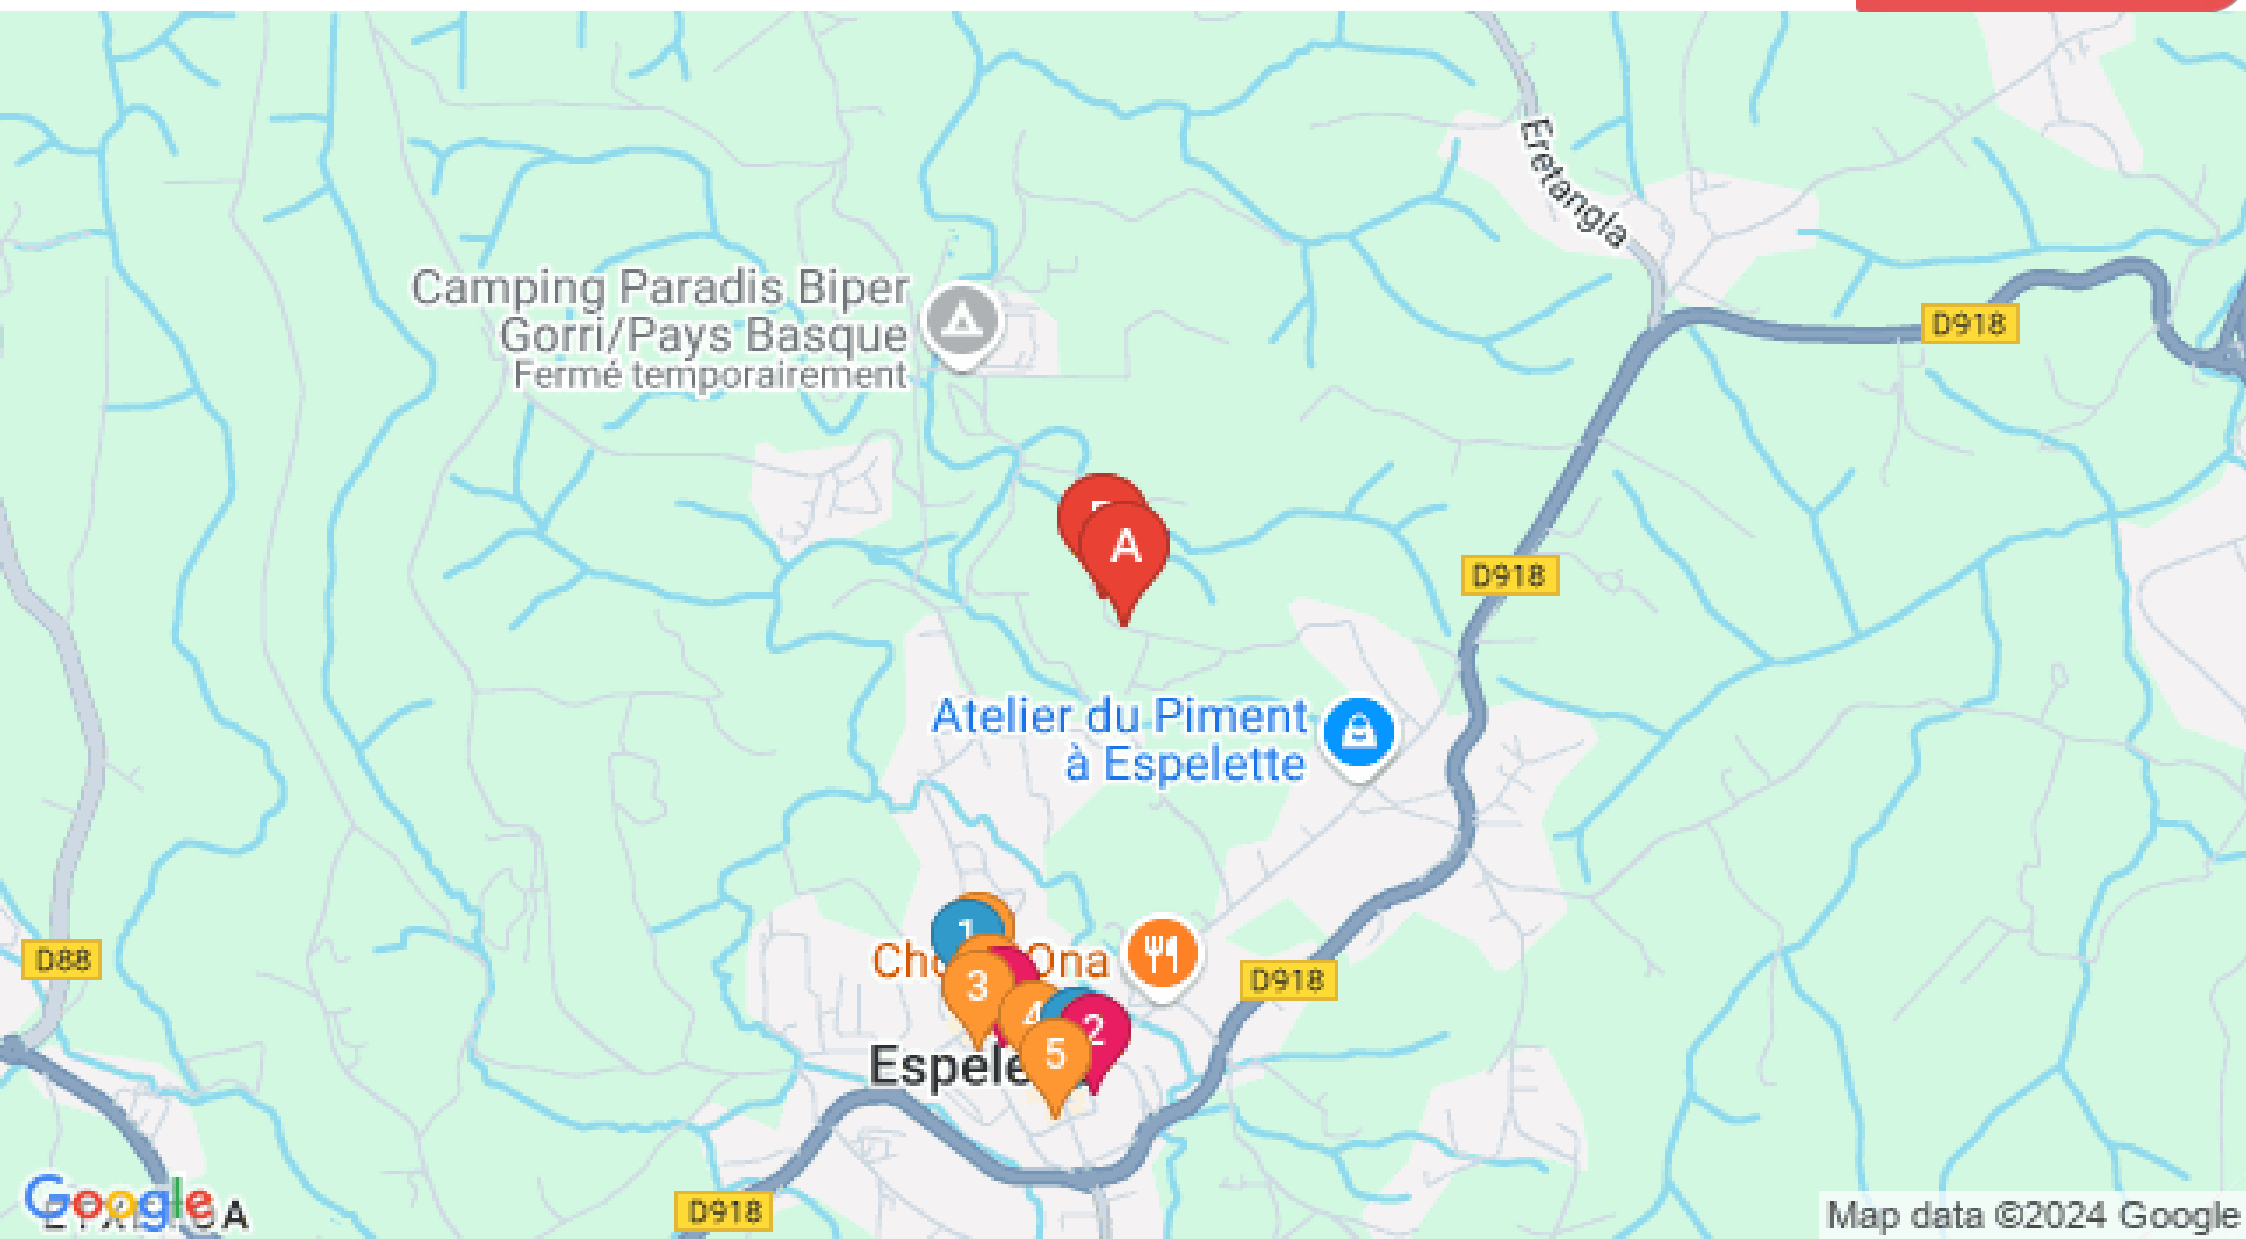 Eretangla
Camping Paradis Biper
Gorri/Pays Basque
Fermé temporairement
D918
A
D918
Atelier du Piment
à Espelette
D88
1
Ona
3
D918
4
2
5
D918
Google
Map data ©2024 Google